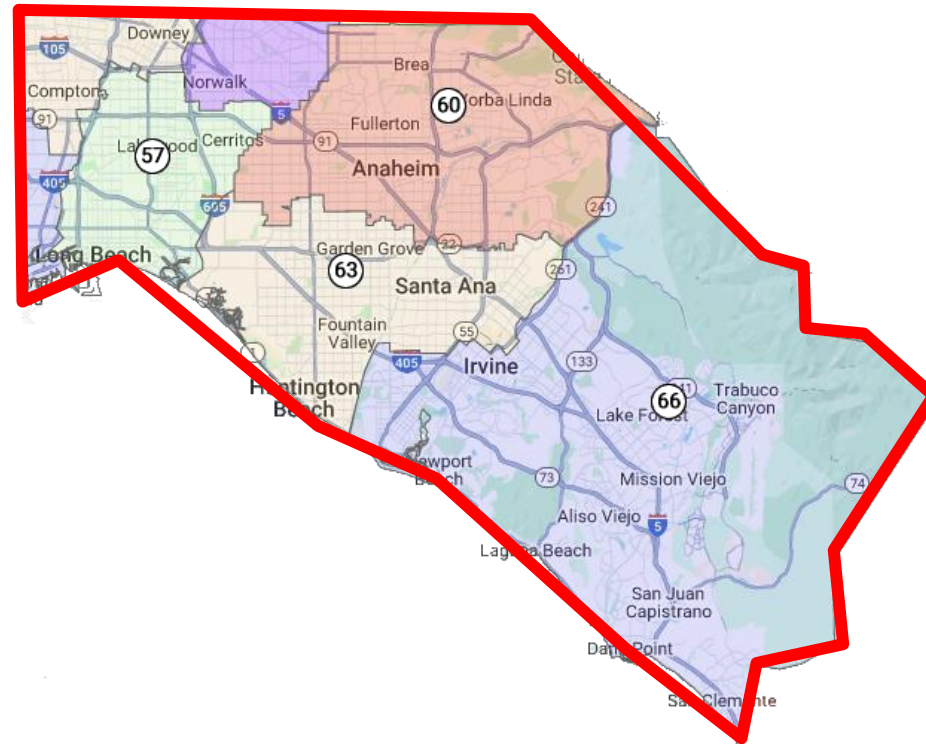 Downey
105
Brea
Norwalk
Compton
60
Yorba Linda
5
91
Fullerton
91
Lakewood
Cerritos
57
Anaheim
405
605
241
Long Beach
Garden Grove
22
63
261
Santa Ana
Fountain
Valley
55
133
405
Irvine
Huntington
Beach
241
Trabuco
Canyon
66
Lake Forest
Newport
Beach
73
Mission Viejo
74
Aliso Viejo
5
Laguna Beach
San Juan
Capistrano
Dana Point
San Clemente